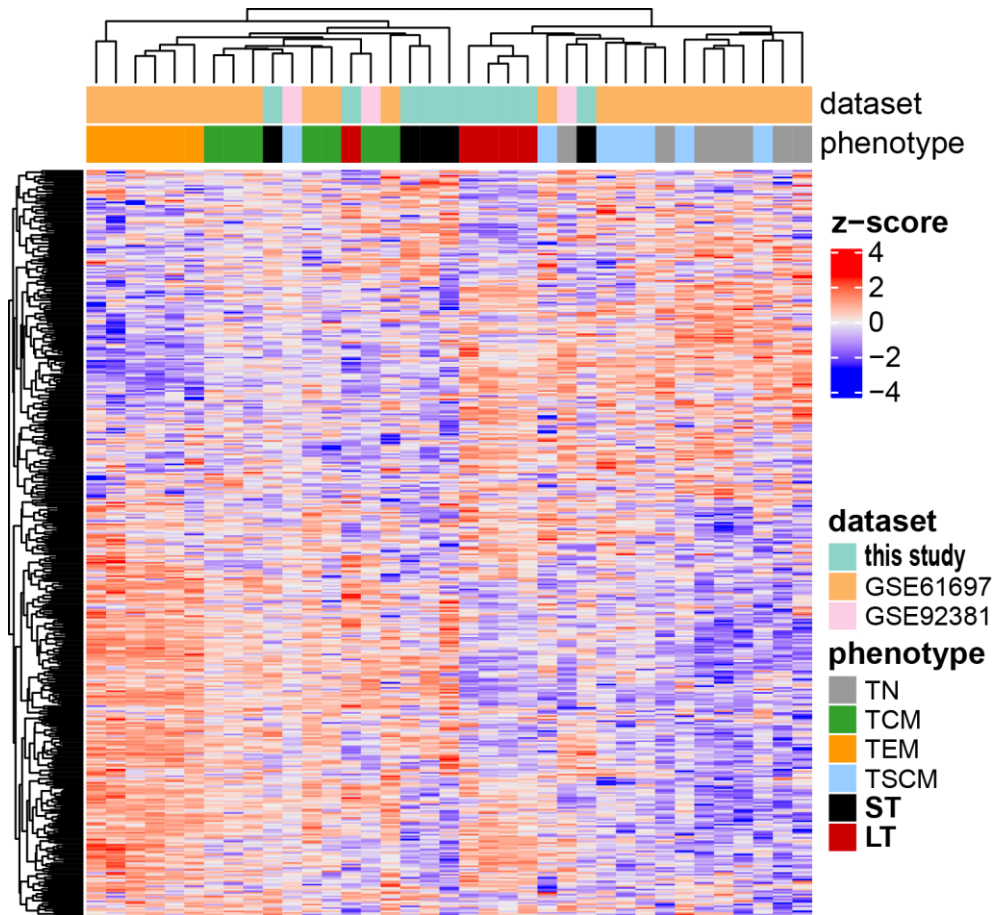 dataset
phenotype
z-score
4
2
0
−2
−4
dataset
this study
GSE61697
GSE92381
phenotype
TN
TCM
TEM
TSCM
ST
LT